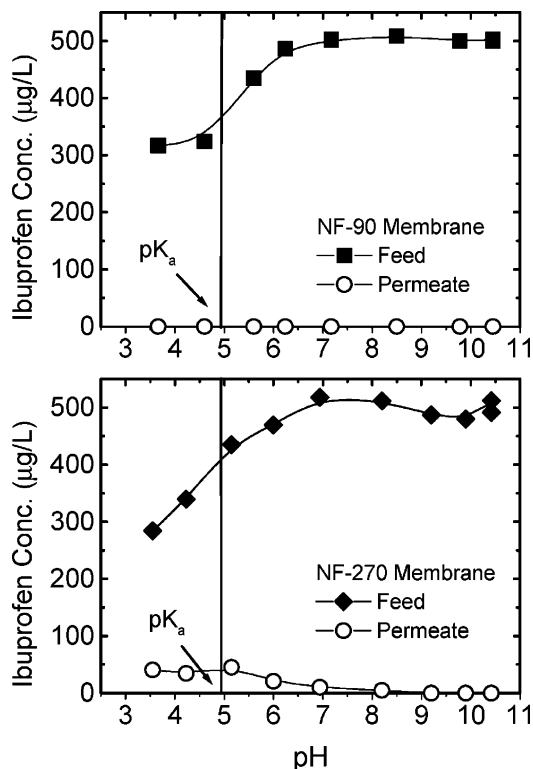 Ibuprofen Conc. (μg/L)
500
400
300
200
100
0
pKa
NF-90 Membrane
Feed
Permeate
3 4 5 6 7 8 9 10 11
Ibuprofen Conc. (μg/L)
500
400
300
200
100
0
pKa
NF-270 Membrane
Feed
Permeate
3 4 5 6 7 8 9 10 11
pH